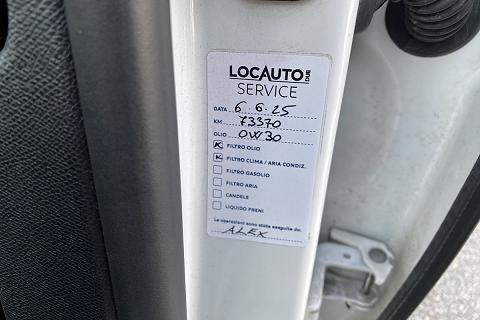 LOCAUTO DUE
SERVICE
DATA 6.6.25
KM 73370
OLIO 0W30
FILTRO OLIO
FILTRO CLIMA / ARIA CONDIZ.
FILTRO GASOLIO
FILTRO ARIA
CANDELE
LIQUIDO FRENI
Le operazioni sono state eseguite da:
ALEX